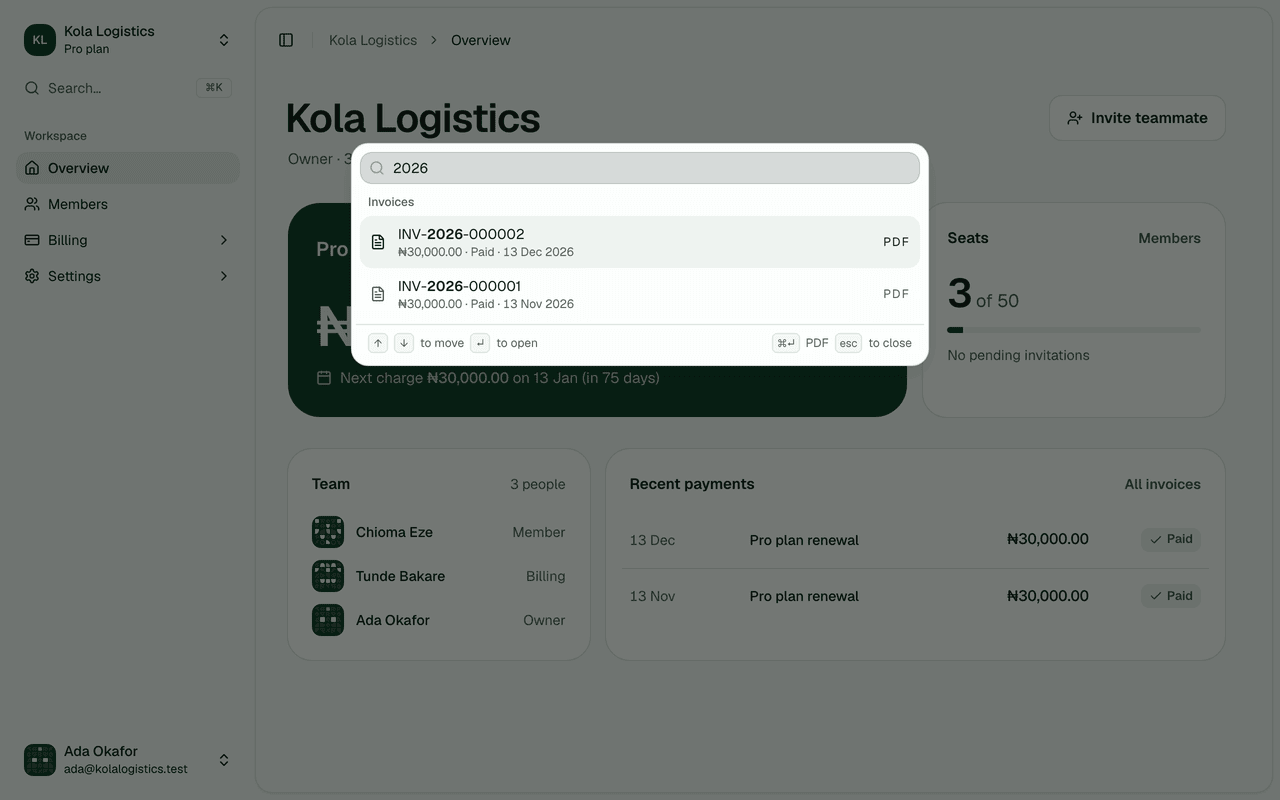 KL
Kola Logistics
Pro plan
Search...
⌘K
Workspace
Overview
Members
Billing
Settings
Ada Okafor
ada@kolalogistics.test
Kola Logistics
Overview
Kola Logistics
Invite teammate
Owner · 3
2026
Invoices
INV-2026-000002
₦30,000.00 · Paid · 13 Dec 2026
PDF
INV-2026-000001
₦30,000.00 · Paid · 13 Nov 2026
PDF
↑ ↓ to move ↵ to open
⌘↵ PDF esc to close
Pro
₦
Next charge ₦30,000.00 on 13 Jan (in 75 days)
Seats
Members
3 of 50
No pending invitations
Team
3 people
Chioma Eze
Member
Tunde Bakare
Billing
Ada Okafor
Owner
Recent payments
All invoices
13 Dec
Pro plan renewal
₦30,000.00
Paid
13 Nov
Pro plan renewal
₦30,000.00
Paid